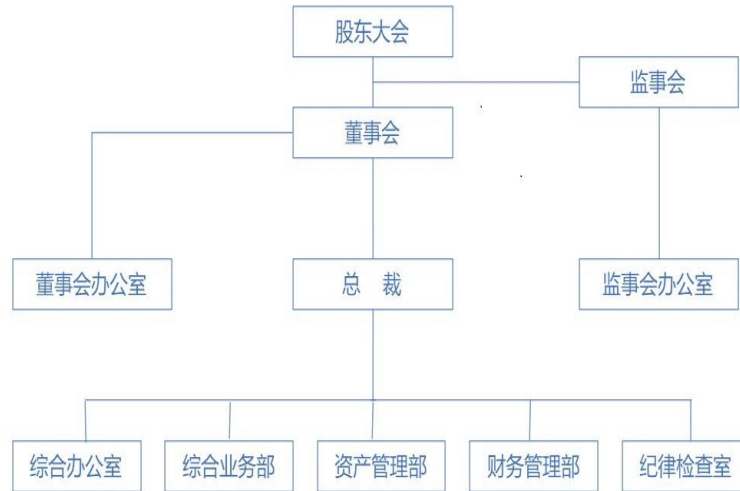 股东大会
监事会
董事会
董事会办公室
总 裁
监事会办公室
综合办公室
综合业务部
资产管理部
财务管理部
纪律检查室